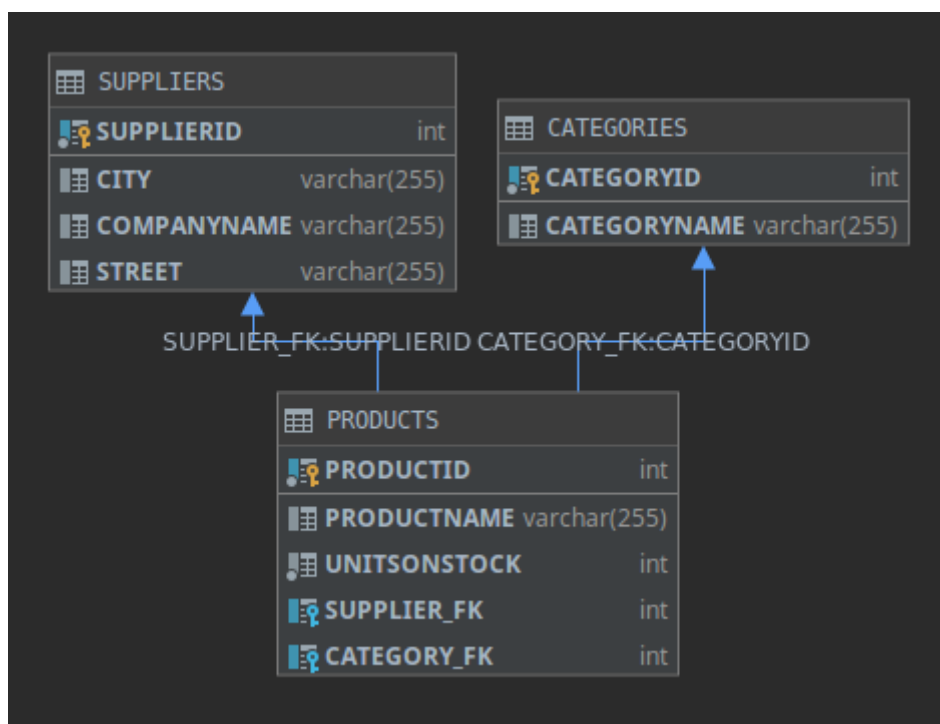 SUPPLIERS
SUPPLIERID int
CITY varchar(255)
COMPANYNAME varchar(255)
STREET varchar(255)
CATEGORIES
CATEGORYID int
CATEGORYNAME varchar(255)
SUPPLIER_FK:SUPPLIERID CATEGORY_FK:CATEGORYID
PRODUCTS
PRODUCTID int
PRODUCTNAME varchar(255)
UNITSONSTOCK int
SUPPLIER_FK int
CATEGORY_FK int